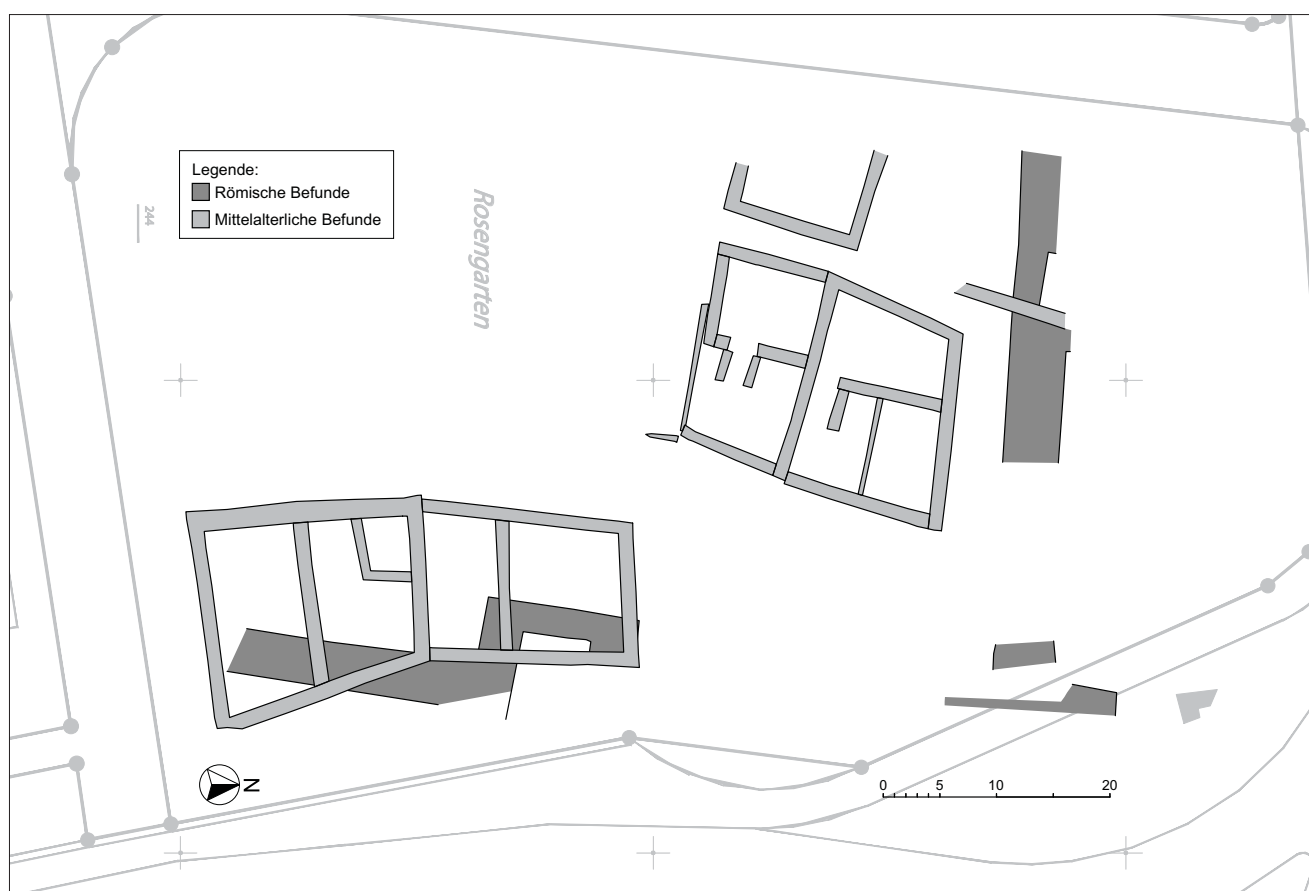 Legende:
Römische Befunde
Mittelalterliche Befunde
244
Rosengarten
N
0 5 10 20